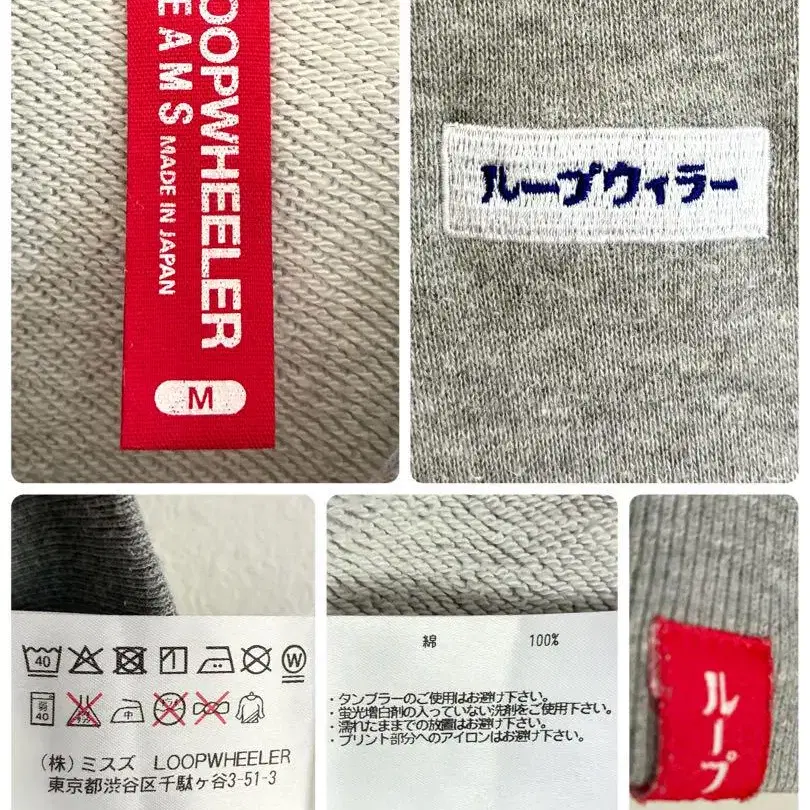 LOOPWHEELER
EAMS MADE IN JAPAN
M
ループウィラー
40
弱
40
中
W
(株)ミスズ LOOPWHEELER
東京都渋谷区千駄ヶ谷3-51-3
綿 100%
・タンブラーのご使用はお避け下さい。
・蛍光増白剤の入っていない洗剤をご使用下さい。
・濡れたままでの放置はお避け下さい。
・プリント部分へのアイロンはお避け下さい。
ループ